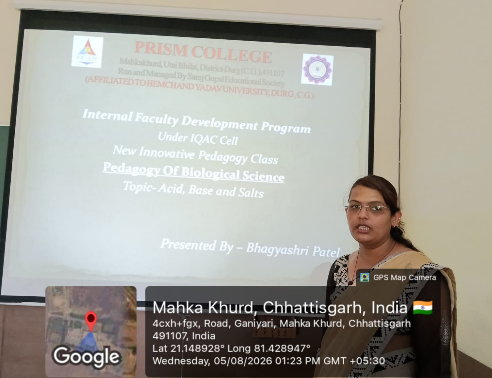 PRISM COLLEGE
Mahkakhurd, Utai Bhilai, District-Durg (C.G.) 491107
Run and Managed By Saroj Gopal Educational Society
(AFFILIATED TO HEMCHAND YADAV UNIVERSITY, DURG, C.G.)
Internal Faculty Development Program
Under IQAC Cell
New Innovative Pedagogy Class
Pedagogy Of Biological Science
Topic- Acid, Base and Salts
Presented By – Bhagyashri Patel
GPS Map Camera
Mahka Khurd, Chhattisgarh, India
4cxh+fgx, Road, Ganiyari, Mahka Khurd, Chhattisgarh
491107, India
Lat 21.148928° Long 81.428947°
Wednesday, 05/08/2026 01:23 PM GMT +05:30
Google